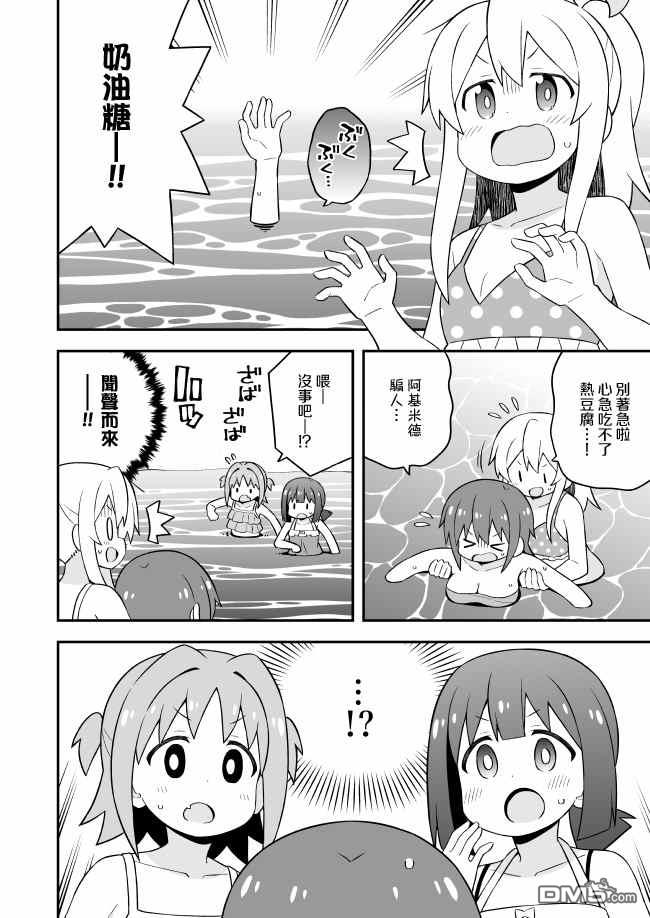 奶油糖—!!
ぶく
ぶく…
別著急啦
心急吃不了
熱豆腐…!
阿基米德
騙人…
喂—
沒事吧—!?
ざば
ざば
聞聲而來
—!!
…!?
DM5.com